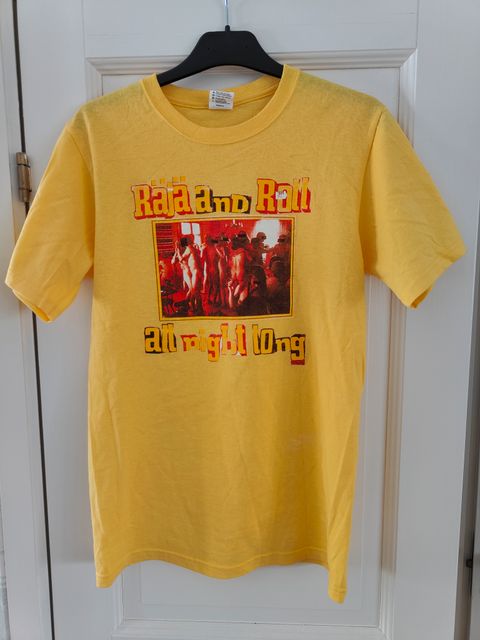 Räjä and Roll
all night long